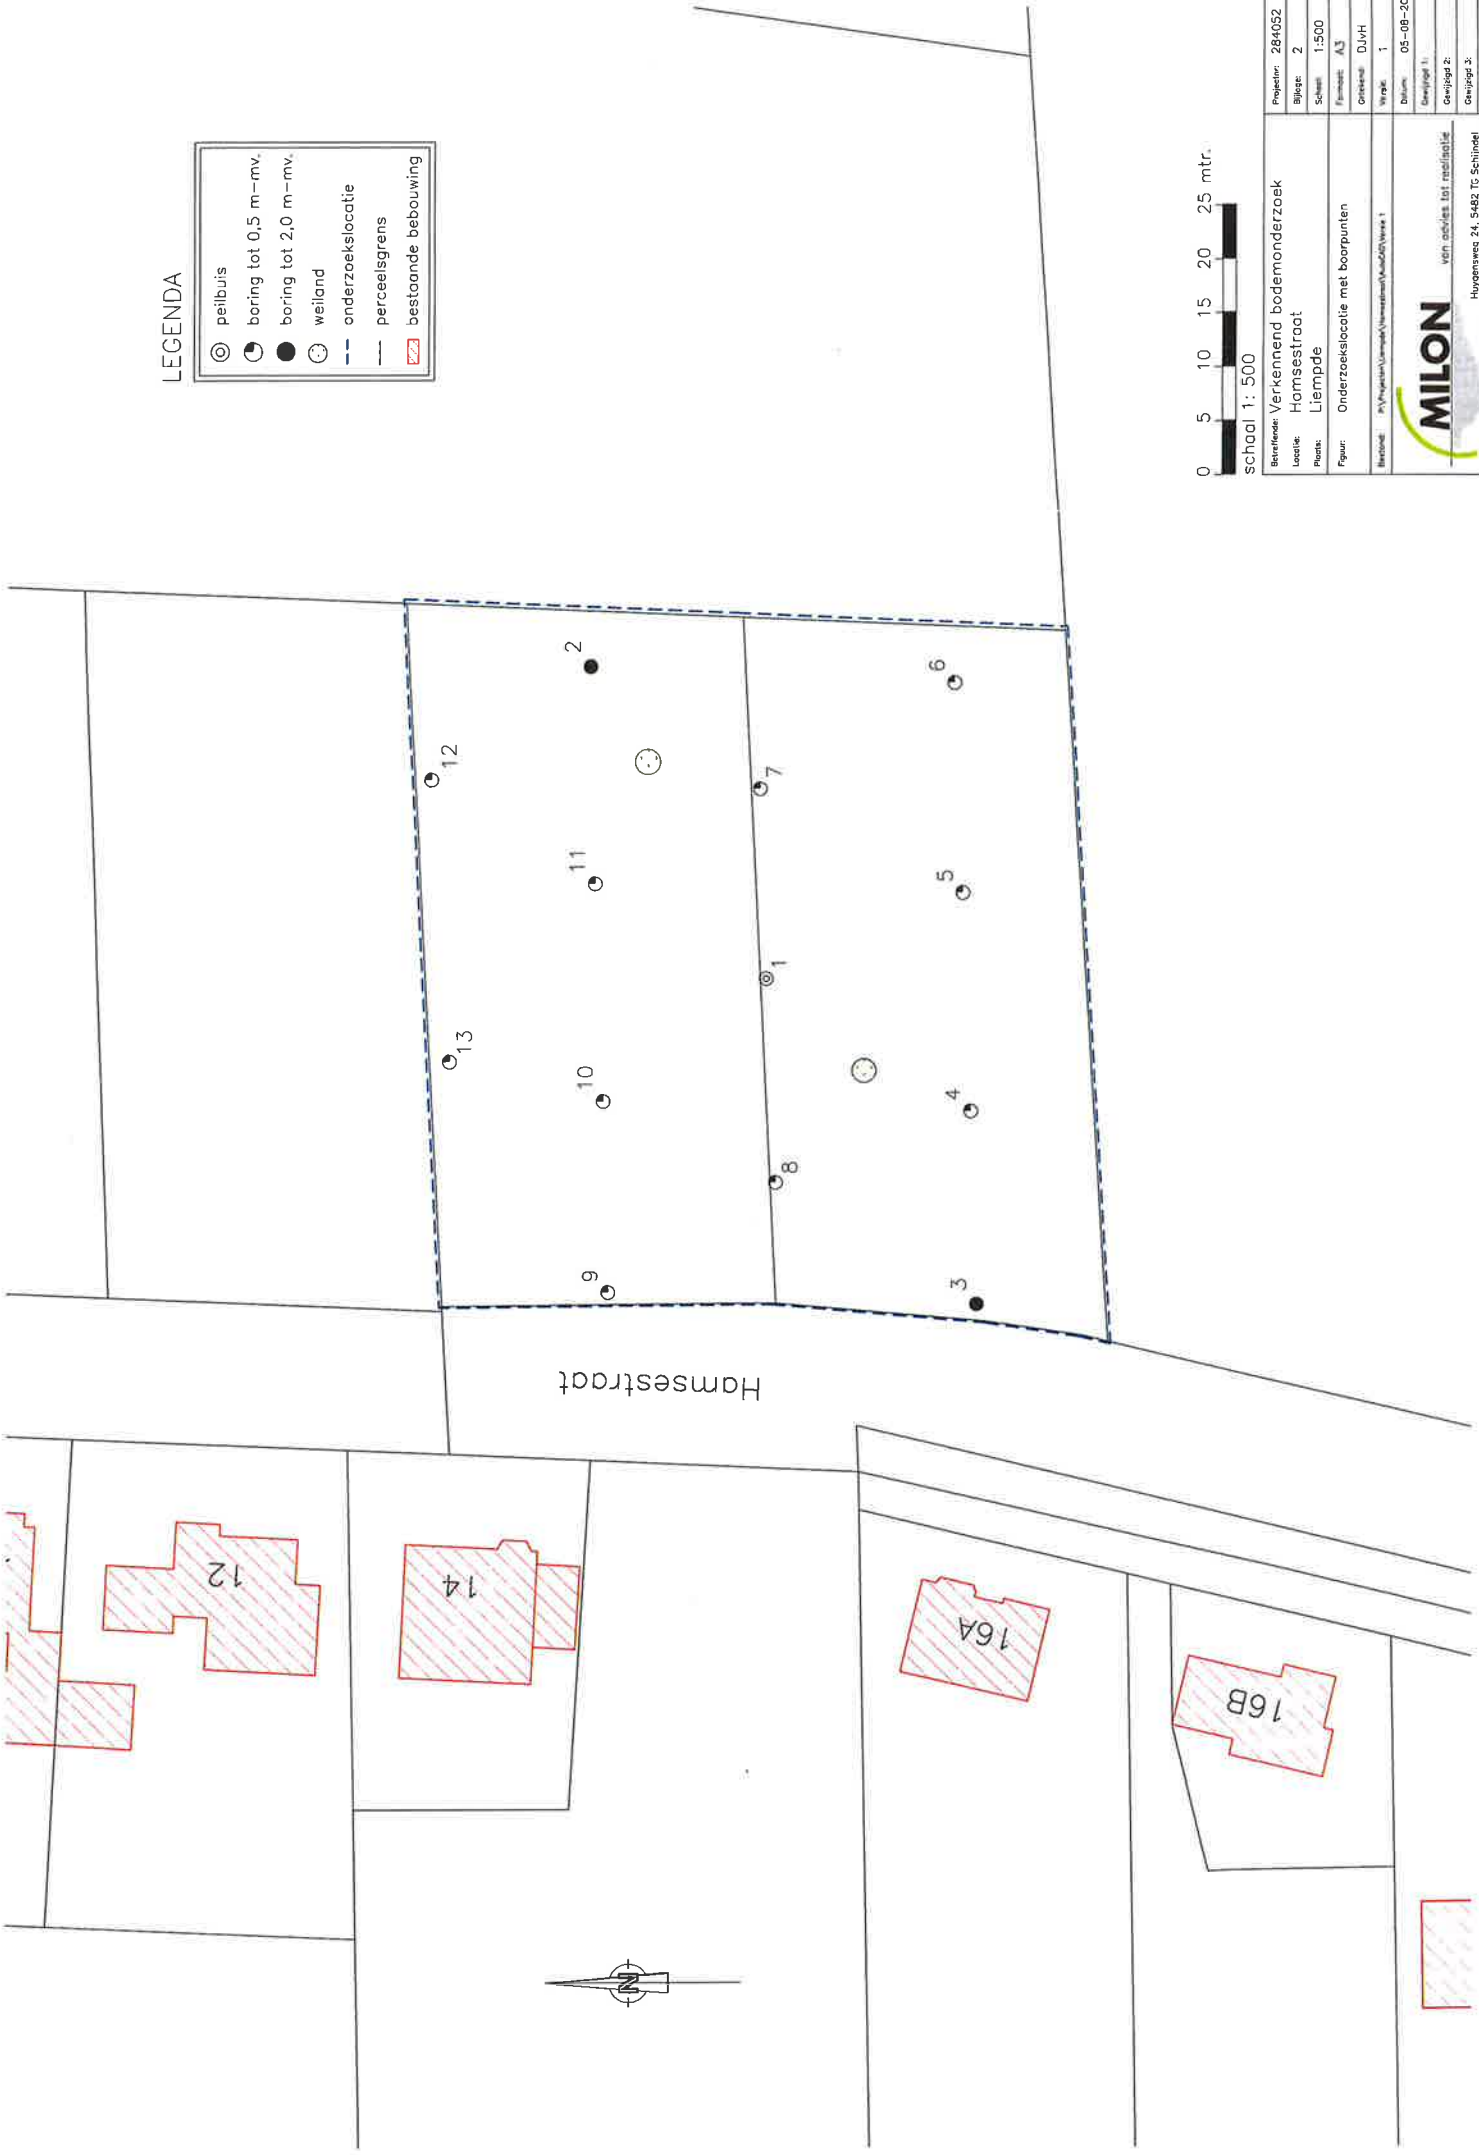 LEGENDA
peilbuis
boring tot 0,5 m-mv.
boring tot 2,0 m-mv.
weiland
onderzoekslocatie
perceelsgrens
bestaande bebouwing
2
12
11
7
6
5
1
13
10
4
8
9
3
Hamsestraat
12
14
16A
16B
N
0 5 10 15 20 25 mtr.
schaal 1: 500
Betreffende: Verkennend bodemonderzoek
Locatie: Hamsestraat
Plaats: Liempde
Figuur: Onderzoekslocatie met boorpunten
Bestand:
Projectnr: 284052
Bijlage: 2
Schaal: 1:500
Formaat: A3
Getekend: DJvH
Versie: 1
Datum: 05-08-20
Gewijzigd 1:
Gewijzigd 2:
Gewijzigd 3:
MILON
van advies tot realisatie
Huygensweg 24, 5482 TG Schijndel